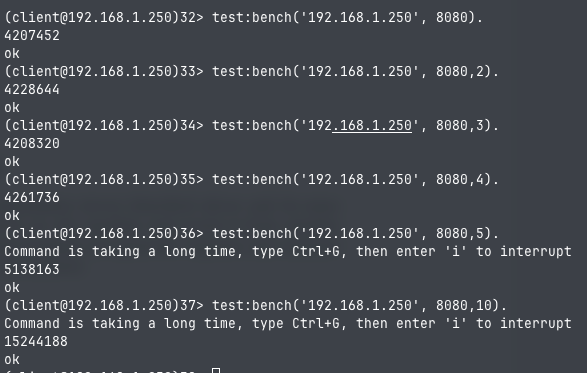 (client@192.168.1.250)32> test:bench('192.168.1.250', 8080).
4207452
ok
(client@192.168.1.250)33> test:bench('192.168.1.250', 8080,2).
4228644
ok
(client@192.168.1.250)34> test:bench('192.168.1.250', 8080,3).
4208320
ok
(client@192.168.1.250)35> test:bench('192.168.1.250', 8080,4).
4261736
ok
(client@192.168.1.250)36> test:bench('192.168.1.250', 8080,5).
Command is taking a long time, type Ctrl+G, then enter 'i' to interrupt
5138163
ok
(client@192.168.1.250)37> test:bench('192.168.1.250', 8080,10).
Command is taking a long time, type Ctrl+G, then enter 'i' to interrupt
15244188
ok